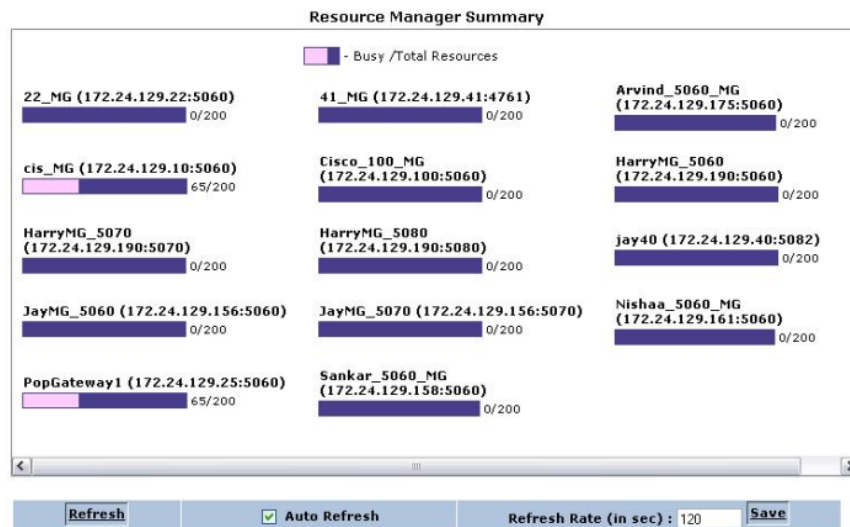 Resource Manager Summary
- Busy /Total Resources
22_MG (172.24.129.22:5060)
0/200
41_MG (172.24.129.41:4761)
0/200
Arvind_5060_MG
(172.24.129.175:5060)
0/200
cis_MG (172.24.129.10:5060)
65/200
Cisco_100_MG
(172.24.129.100:5060)
0/200
HarryMG_5060
(172.24.129.190:5060)
0/200
HarryMG_5070
(172.24.129.190:5070)
0/200
HarryMG_5080
(172.24.129.190:5080)
0/200
jay40 (172.24.129.40:5082)
0/200
JayMG_5060 (172.24.129.156:5060)
0/200
JayMG_5070 (172.24.129.156:5070)
0/200
Nishaa_5060_MG
(172.24.129.161:5060)
0/200
PopGateway1 (172.24.129.25:5060)
65/200
Sankar_5060_MG
(172.24.129.158:5060)
0/200
Refresh
Auto Refresh
Refresh Rate (in sec) : 120
Save